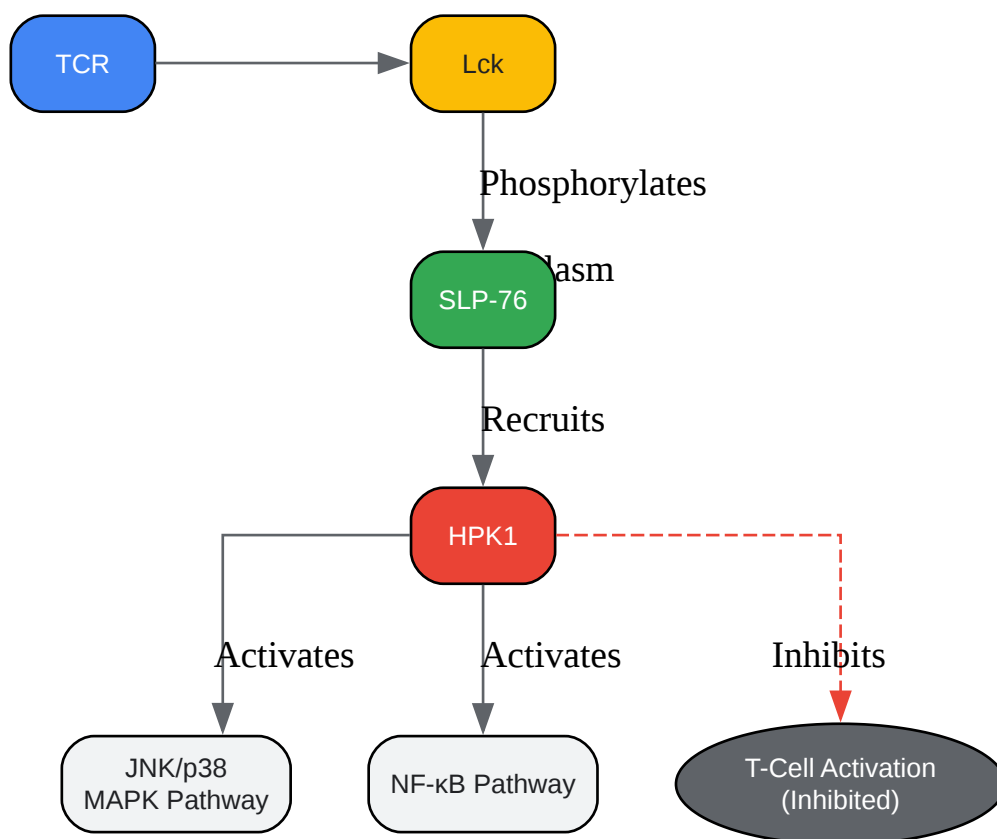 TCR
Lck
Phosphorylates
SLP-76
Recruits
HPK1
Activates
Activates
Inhibits
JNK/p38
MAPK Pathway
NF-κB Pathway
T-Cell Activation
(Inhibited)